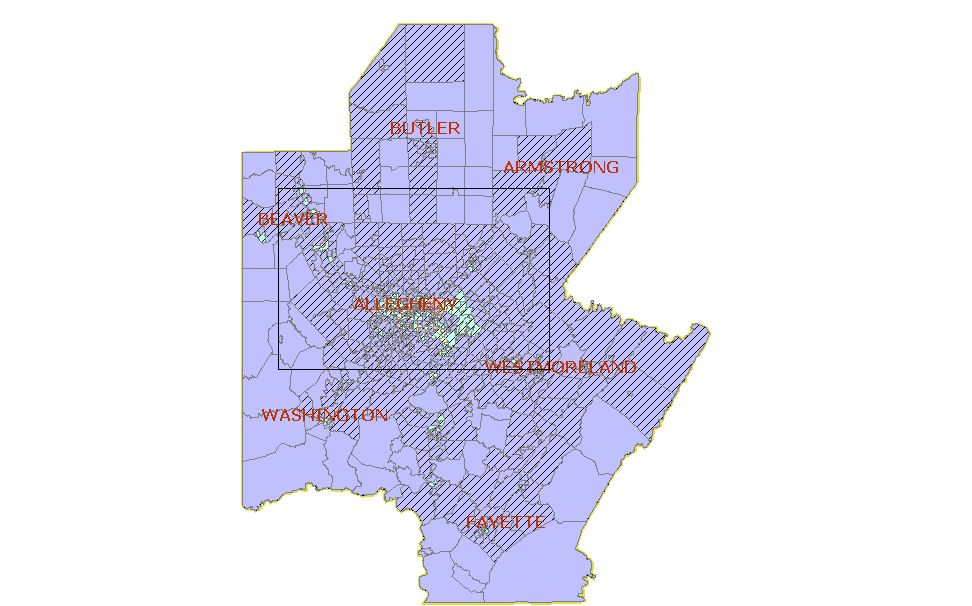 BUTLER
ARMSTRONG
BEAVER
ALLEGHENY
WESTMORELAND
WASHINGTON
FAYETTE